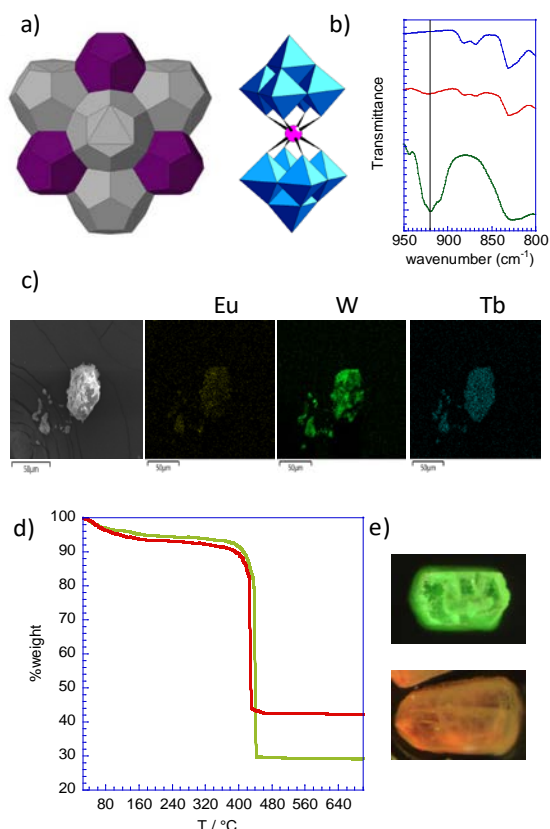 a)
b)
Transmittance
950 900 850 800
wavenumber (cm-1)
c)
Eu W Tb
50μm 50μm 50μm 50μm
d)
e)
%weight
100
90
80
70
60
50
40
30
20
80 160 240 320 400 480 560 640
T / °C